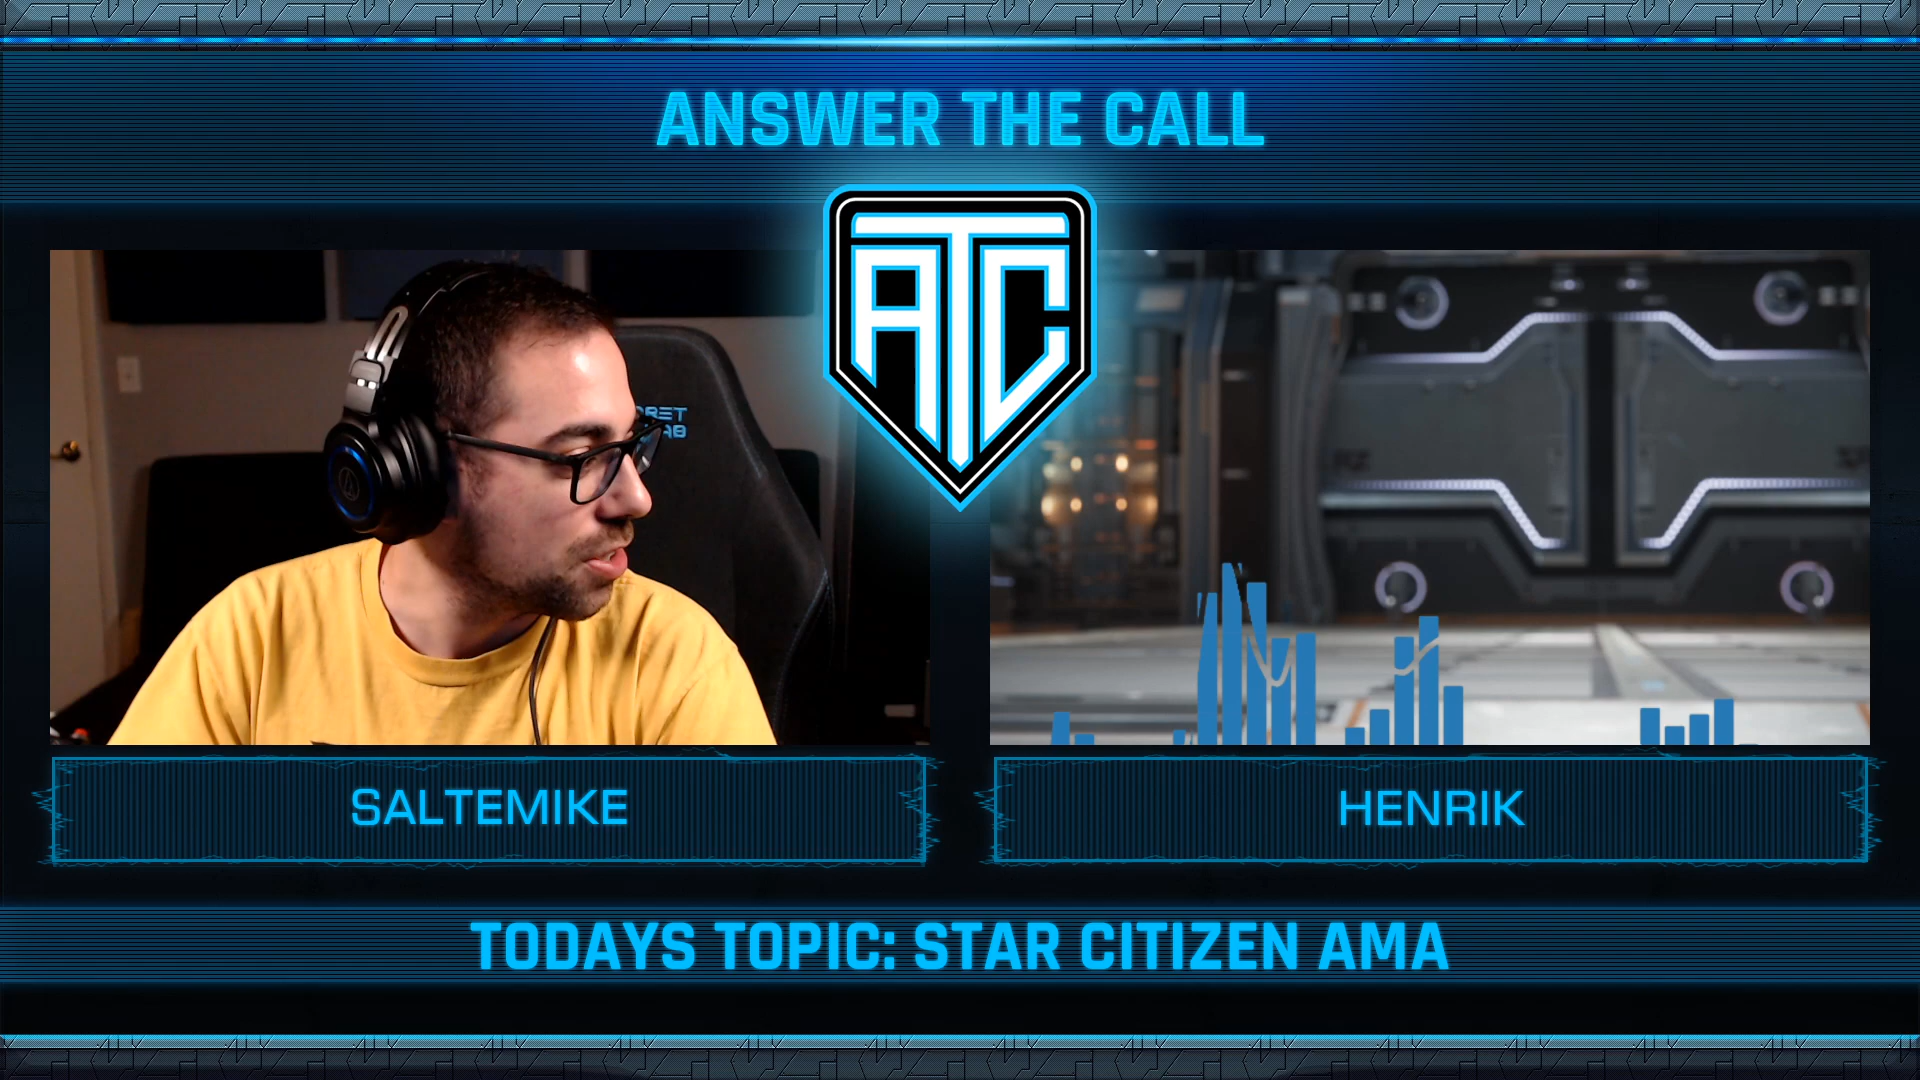 ANSWER THE CALL
ATC
SALTEMIKE
HENRIK
TODAYS TOPIC: STAR CITIZEN AMA